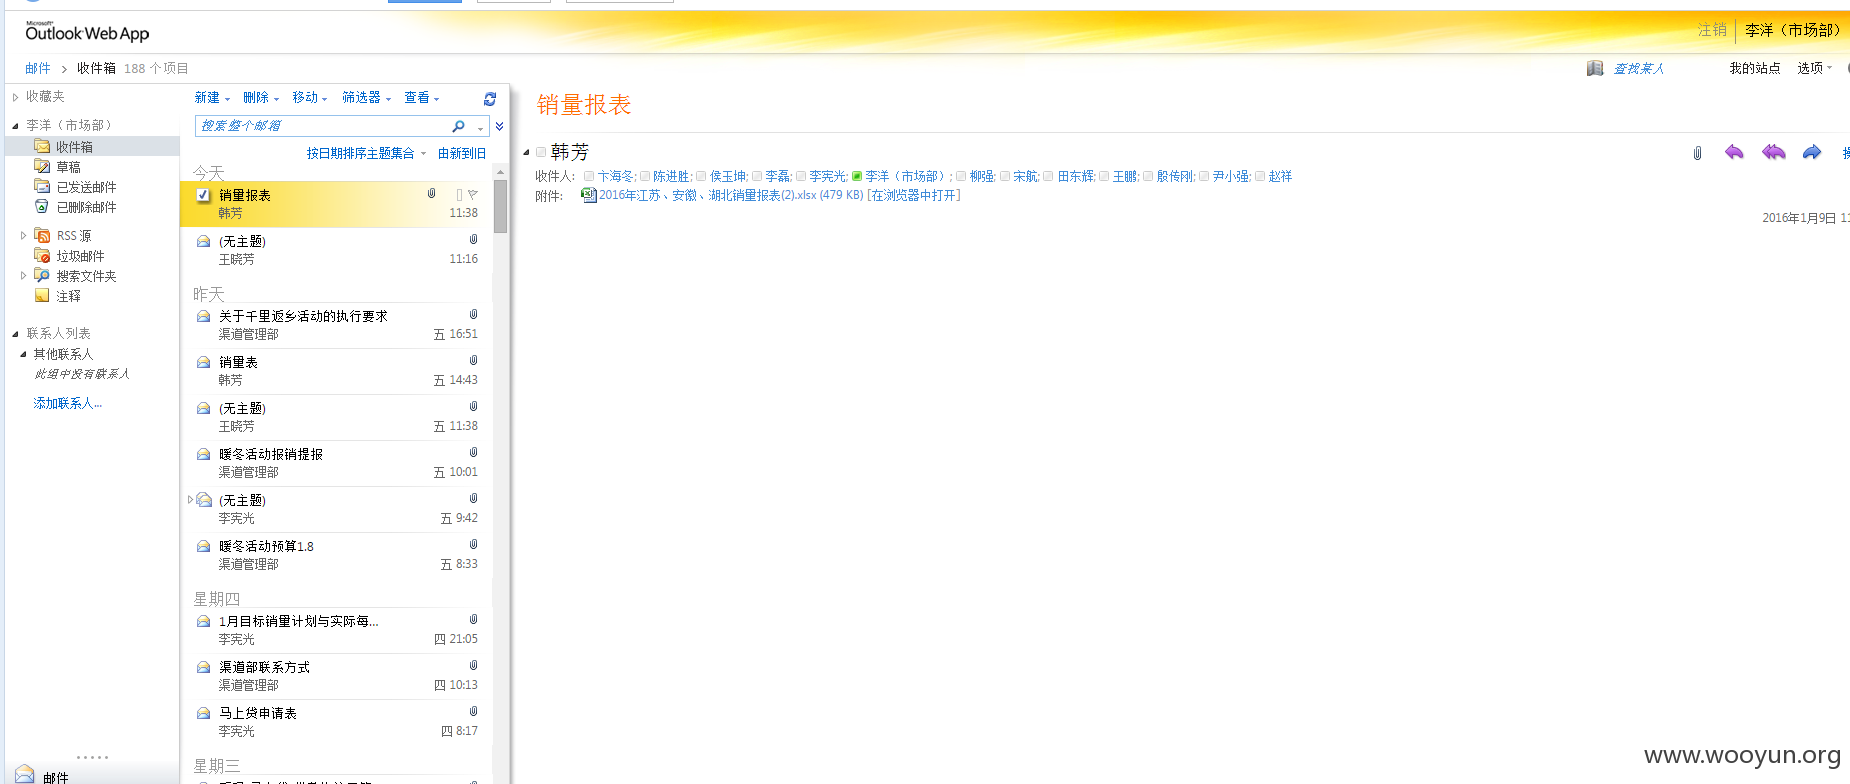 Microsoft
Outlook Web App
注销 李洋（市场部）
邮件 收件箱 188 个项目
查找某人 我的站点 选项
收藏夹
李洋（市场部）
收件箱
草稿
已发送邮件
已删除邮件
RSS 源
垃圾邮件
搜索文件夹
注释
联系人列表
其他联系人
此组中没有联系人
添加联系人...
邮件
新建 删除 移动 筛选器 查看
搜索整个邮箱
按日期排序主题集合 由新到旧
今天
销量报表
韩芳 11:38
(无主题)
王晓芳 11:16
昨天
关于千里返乡活动的执行要求
渠道管理部 五 16:51
销量表
韩芳 五 14:43
(无主题)
王晓芳 五 11:38
暖冬活动报销提报
渠道管理部 五 10:01
(无主题)
李宪光 五 9:42
暖冬活动预算1.8
渠道管理部 五 8:33
星期四
1月目标销量计划与实际每...
李宪光 四 21:05
渠道部联系方式
渠道管理部 四 10:13
马上贷申请表
李宪光 四 8:17
星期三
销量报表
韩芳
收件人: 卞海冬; 陈进胜; 侯玉坤; 李磊; 李宪光; 李洋（市场部）; 柳强; 宋航; 田东辉; 王鹏; 殷传刚; 尹小强; 赵祥
附件: 2016年江苏、安徽、湖北销量报表(2).xlsx (479 KB) [在浏览器中打开]
2016年1月9日 11
www.wooyun.org